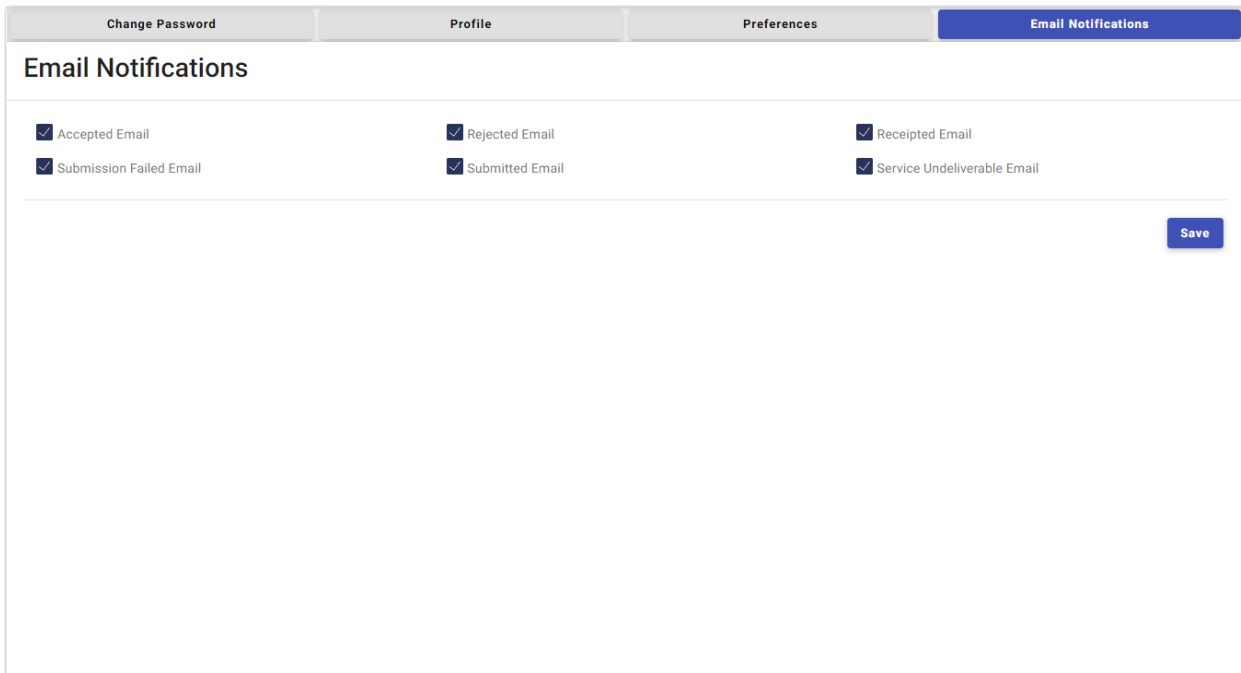 Change Password Profile Preferences Email Notifications
Email Notifications
Accepted Email Rejected Email Receipted Email
Submission Failed Email Submitted Email Service Undeliverable Email
Save